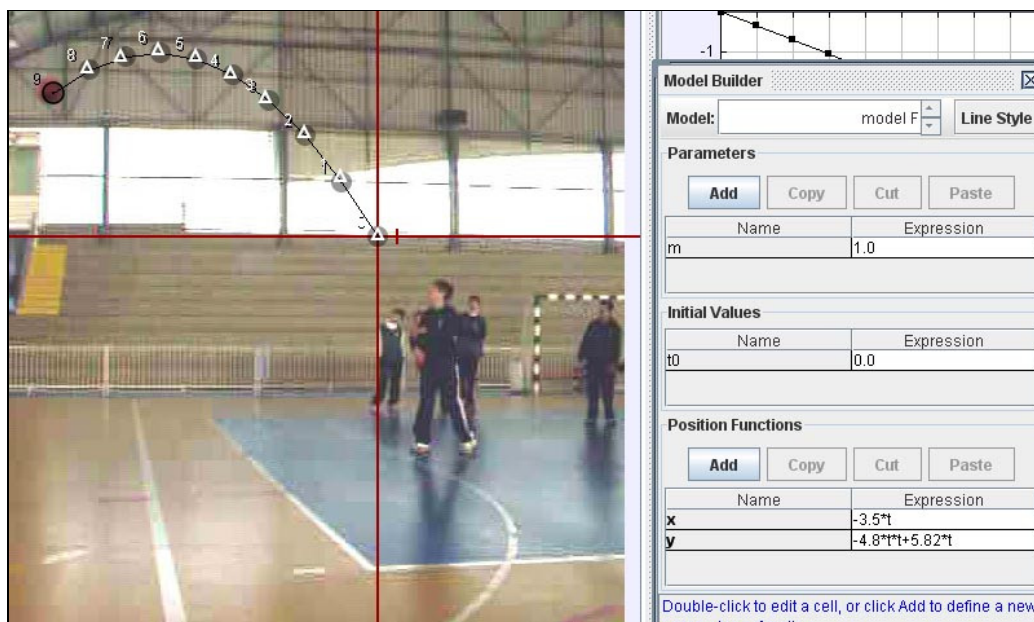 9
8
7
6
5
4
3
2
1
-1
Model Builder
Model:
model F
Line Style
Parameters
Add Copy Cut Paste
Name Expression
m 1.0
Initial Values
Name Expression
t0 0.0
Position Functions
Add Copy Cut Paste
Name Expression
x -3.5*t
y -4.8*t*t+5.82*t
Double-click to edit a cell, or click Add to define a new